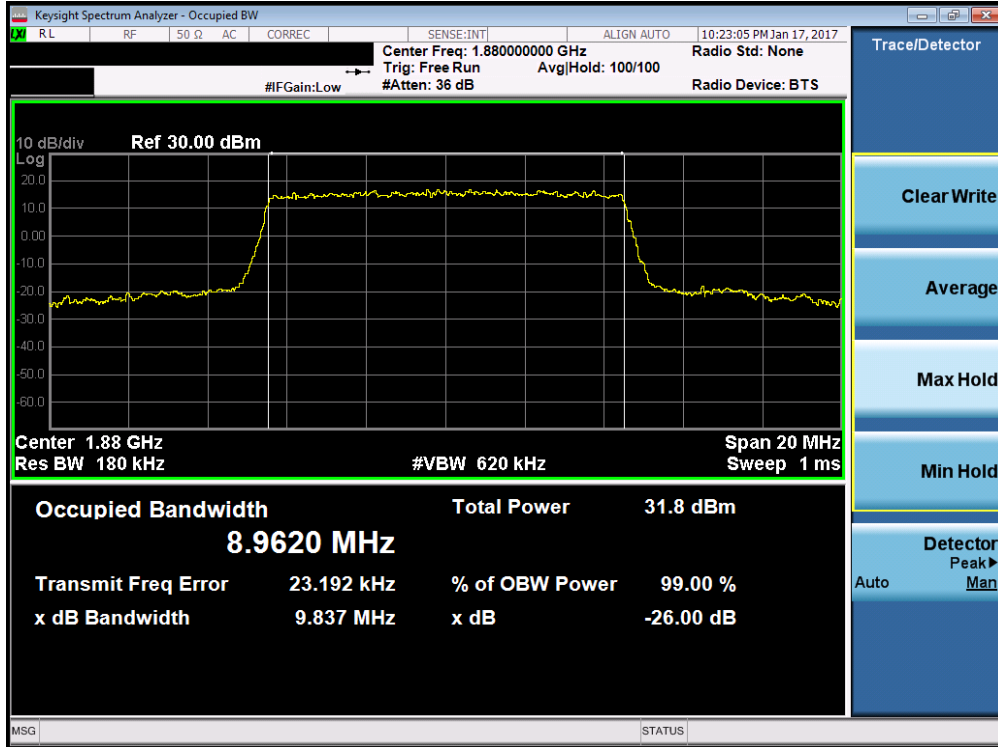 Keysight Spectrum Analyzer - Occupied BW
LXI RL RF 50 Ω AC CORREC SENSE:INT ALIGN AUTO 10:23:05 PM Jan 17, 2017
Center Freq: 1.880000000 GHz Radio Std: None
Trig: Free Run Avg|Hold: 100/100
#IFGain:Low #Atten: 36 dB Radio Device: BTS
10 dB/div Ref 30.00 dBm
Log
20.0
10.0
0.00
-10.0
-20.0
-30.0
-40.0
-50.0
-60.0
Center 1.88 GHz Span 20 MHz
Res BW 180 kHz #VBW 620 kHz Sweep 1 ms
Occupied Bandwidth Total Power 31.8 dBm
8.9620 MHz
Transmit Freq Error 23.192 kHz % of OBW Power 99.00 %
x dB Bandwidth 9.837 MHz x dB -26.00 dB
MSG STATUS
Trace/Detector
Clear Write
Average
Max Hold
Min Hold
Detector
Peak▶
Auto Man